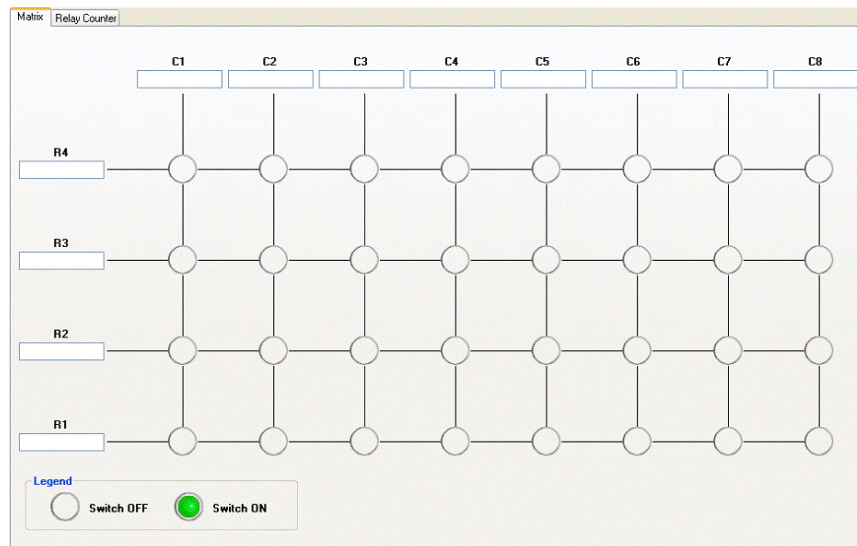 Matrix Relay Counter
C1 C2 C3 C4 C5 C6 C7 C8
R4
R3
R2
R1
Legend
Switch OFF Switch ON